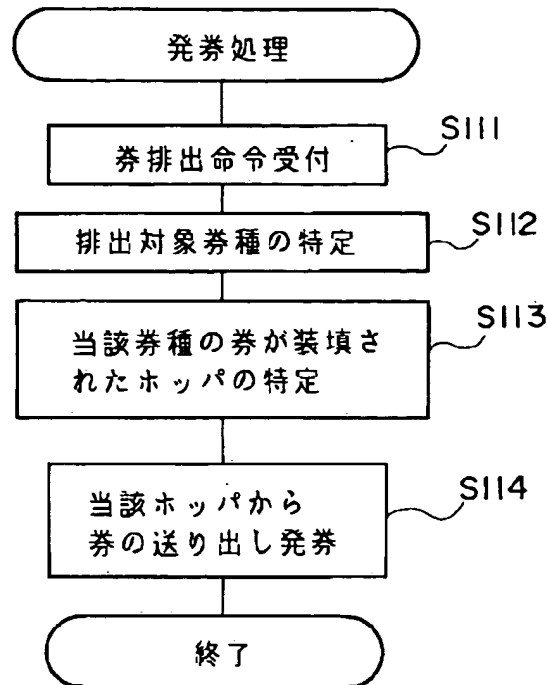 発券処理
S111
券排出命令受付
S112
排出対象券種の特定
S113
当該券種の券が装填さ
れたホッパの特定
S114
当該ホッパから
券の送り出し発券
終了